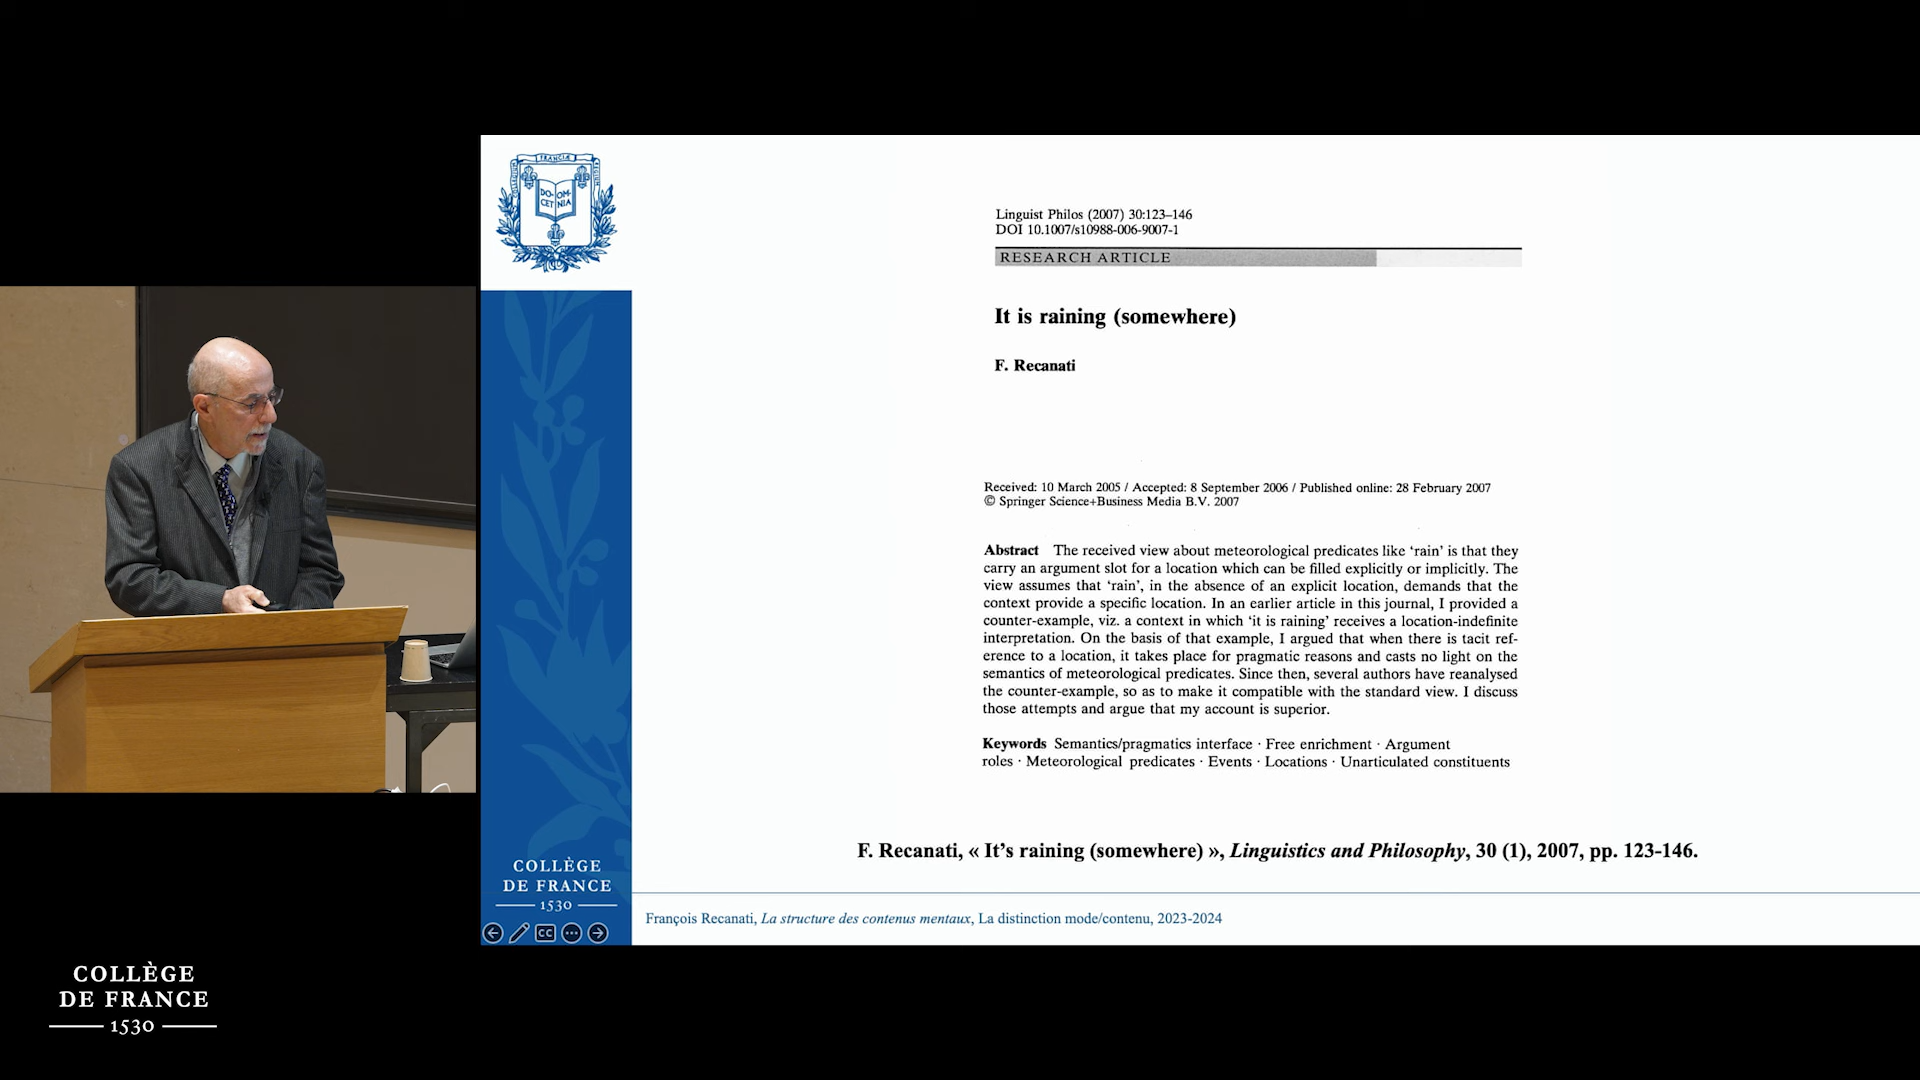 FRANCIÆ
DO-
CET
OM-
NIA
Linguist Philos (2007) 30:123–146
DOI 10.1007/s10988-006-9007-1
RESEARCH ARTICLE
It is raining (somewhere)
F. Recanati
Received: 10 March 2005 / Accepted: 8 September 2006 / Published online: 28 February 2007
© Springer Science+Business Media B.V. 2007
Abstract The received view about meteorological predicates like ‘rain’ is that they
carry an argument slot for a location which can be filled explicitly or implicitly. The
view assumes that ‘rain’, in the absence of an explicit location, demands that the
context provide a specific location. In an earlier article in this journal, I provided a
counter-example, viz. a context in which ‘it is raining’ receives a location-indefinite
interpretation. On the basis of that example, I argued that when there is tacit ref-
erence to a location, it takes place for pragmatic reasons and casts no light on the
semantics of meteorological predicates. Since then, several authors have reanalysed
the counter-example, so as to make it compatible with the standard view. I discuss
those attempts and argue that my account is superior.
Keywords Semantics/pragmatics interface · Free enrichment · Argument
roles · Meteorological predicates · Events · Locations · Unarticulated constituents
F. Recanati, « It’s raining (somewhere) », Linguistics and Philosophy, 30 (1), 2007, pp. 123-146.
COLLÈGE
DE FRANCE
1530
François Recanati, La structure des contenus mentaux, La distinction mode/contenu, 2023-2024
CC
COLLÈGE
DE FRANCE
1530